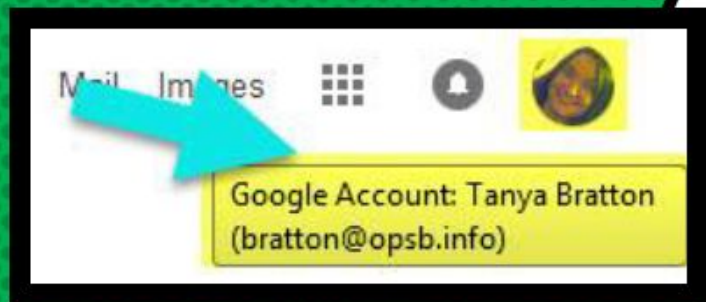 Mail Images
Google Account: Tanya Bratton
(bratton@opsb.info)